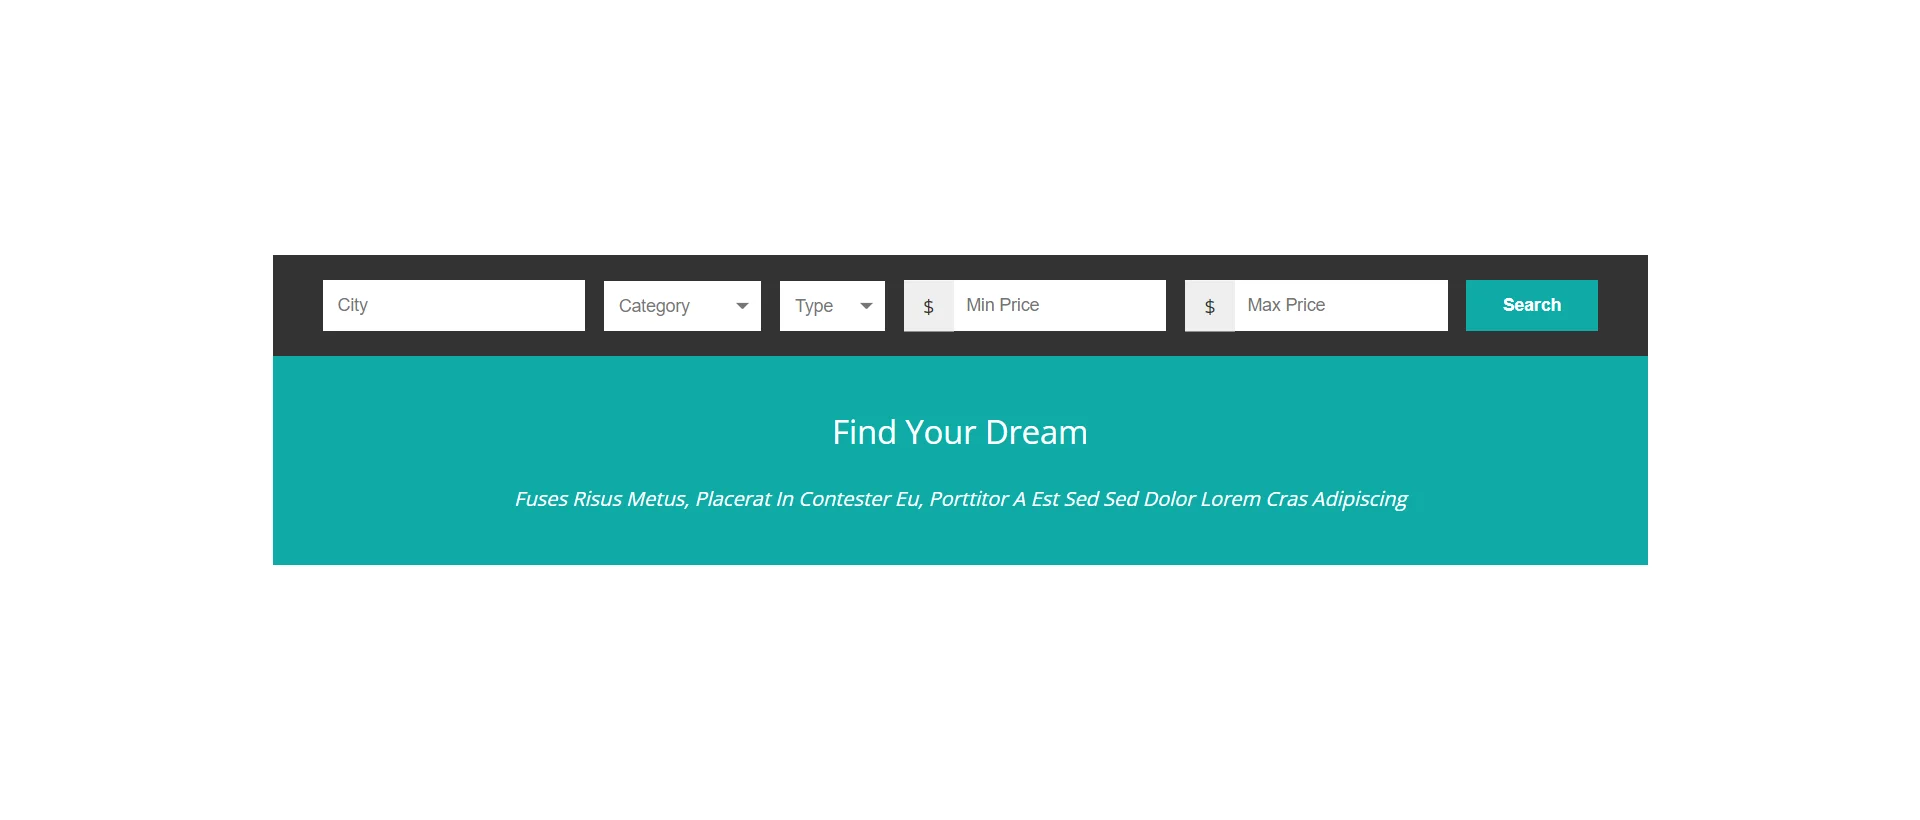 City Category Type $ Min Price $ Max Price Search
Find Your Dream
Fuses Risus Metus, Placerat In Contester Eu, Porttitor A Est Sed Sed Dolor Lorem Cras Adipiscing